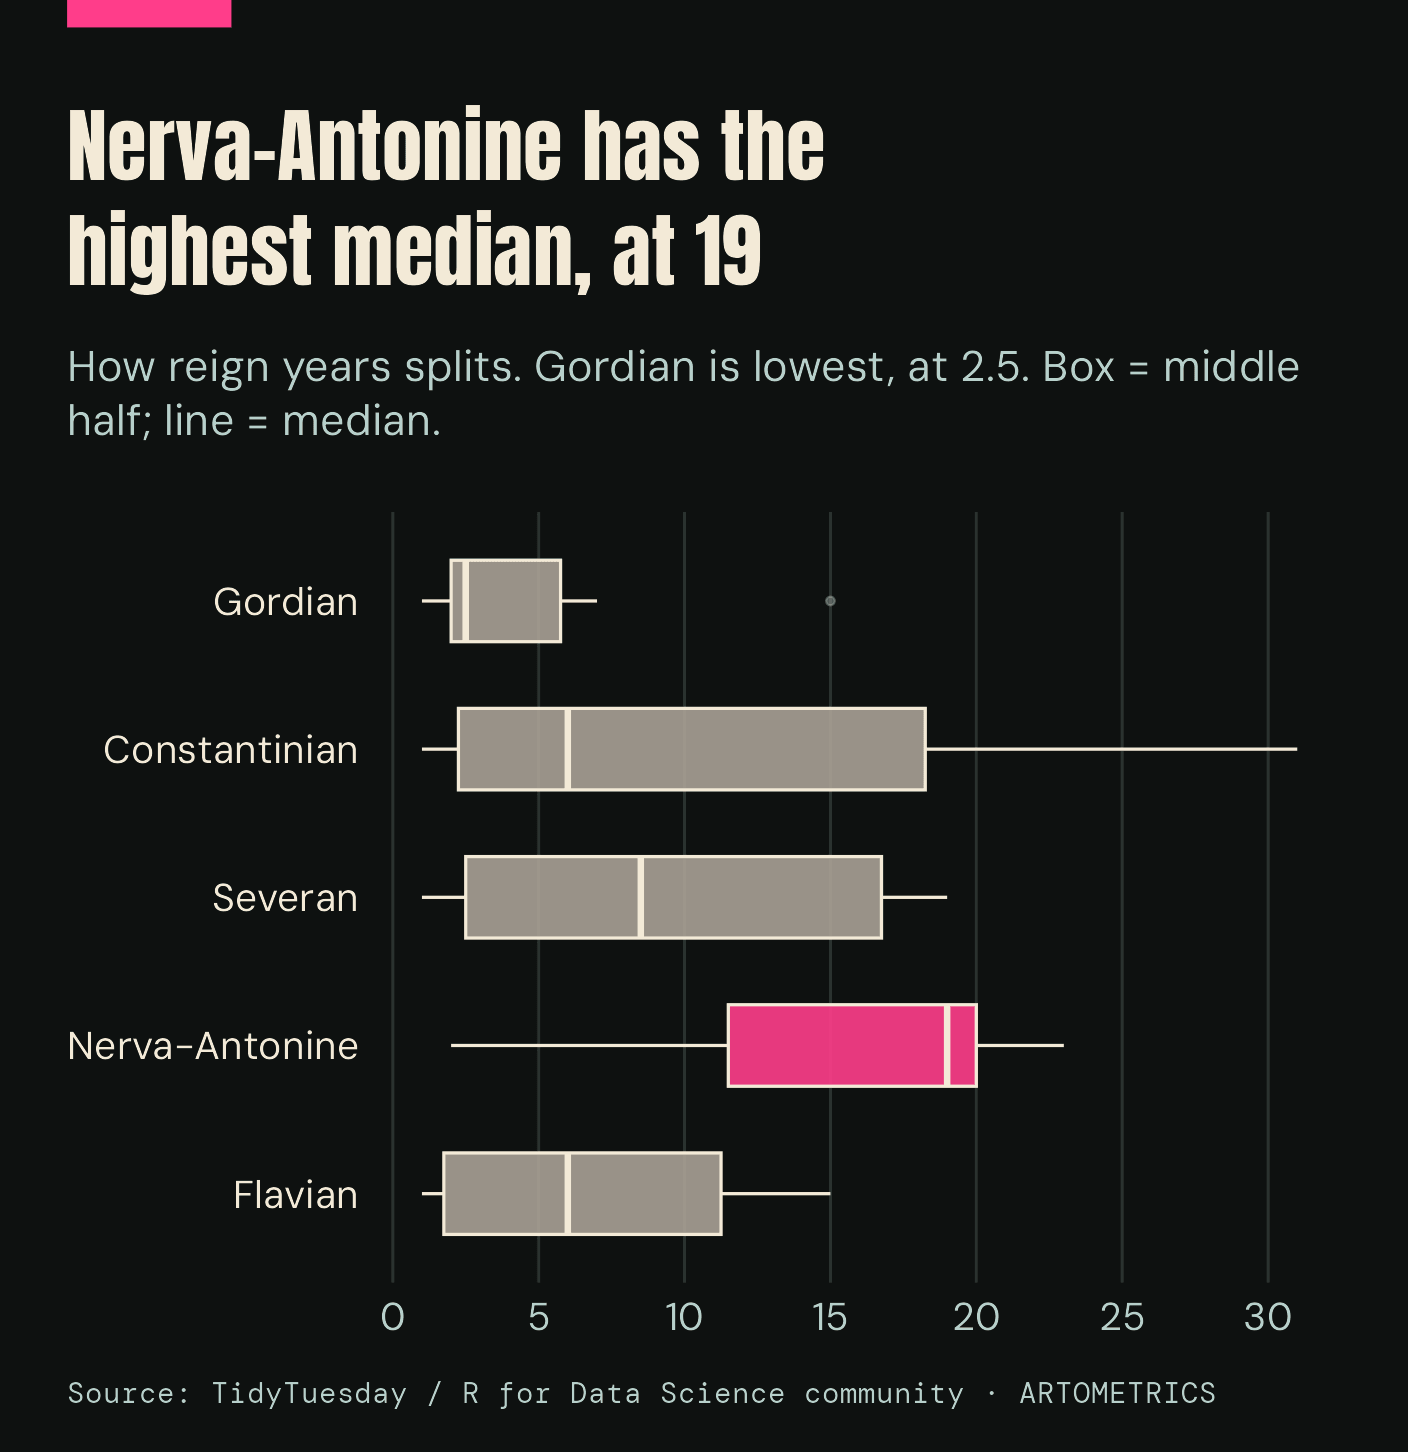 Nerva-Antonine has the
highest median, at 19
How reign years splits. Gordian is lowest, at 2.5. Box = middle
half; line = median.
Gordian
Constantinian
Severan
Nerva-Antonine
Flavian
0 5 10 15 20 25 30
Source: TidyTuesday / R for Data Science community · ARTOMETRICS